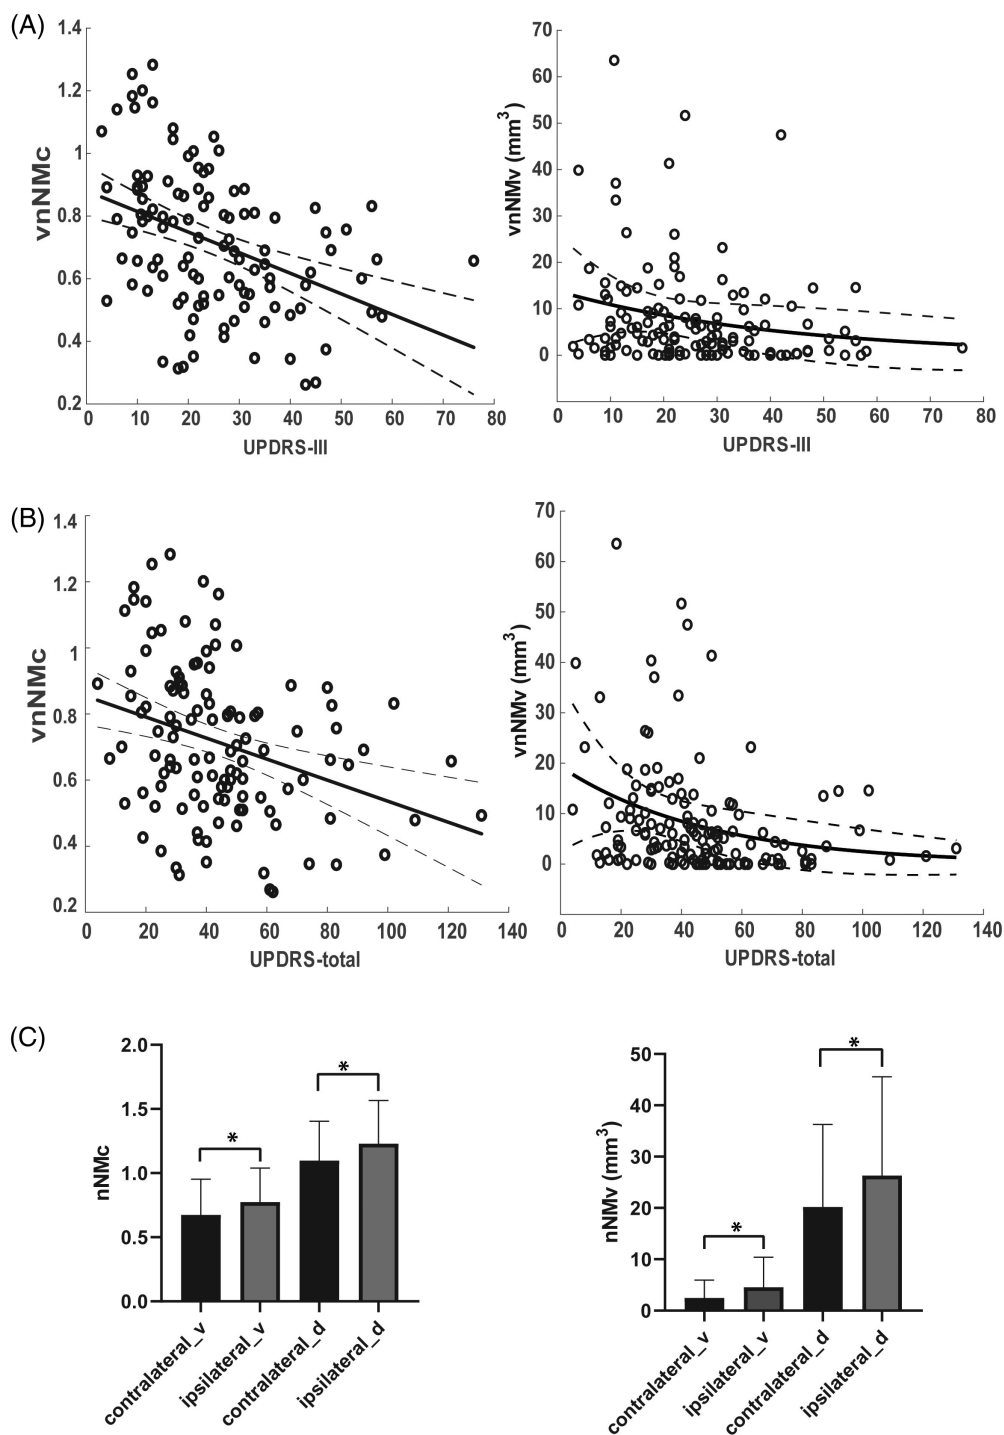 (A)
1.4
1.2
1
0.8
0.6
0.4
0.2
vnNMc
0 10 20 30 40 50 60 70 80
UPDRS-III
70
60
50
40
30
20
10
0
vnNMv (mm³)
0 10 20 30 40 50 60 70 80
UPDRS-III
(B)
1.4
1.2
1
0.8
0.6
0.4
0.2
vnNMc
0 20 40 60 80 100 120 140
UPDRS-total
70
60
50
40
30
20
10
0
vnNMv (mm³)
0 20 40 60 80 100 120 140
UPDRS-total
(C)
2.0
1.5
1.0
0.5
0.0
nNMc
*
*
contralateral_v
ipsilateral_v
contralateral_d
ipsilateral_d
50
40
30
20
10
0
nNMv (mm³)
*
*
contralateral_v
ipsilateral_v
contralateral_d
ipsilateral_d